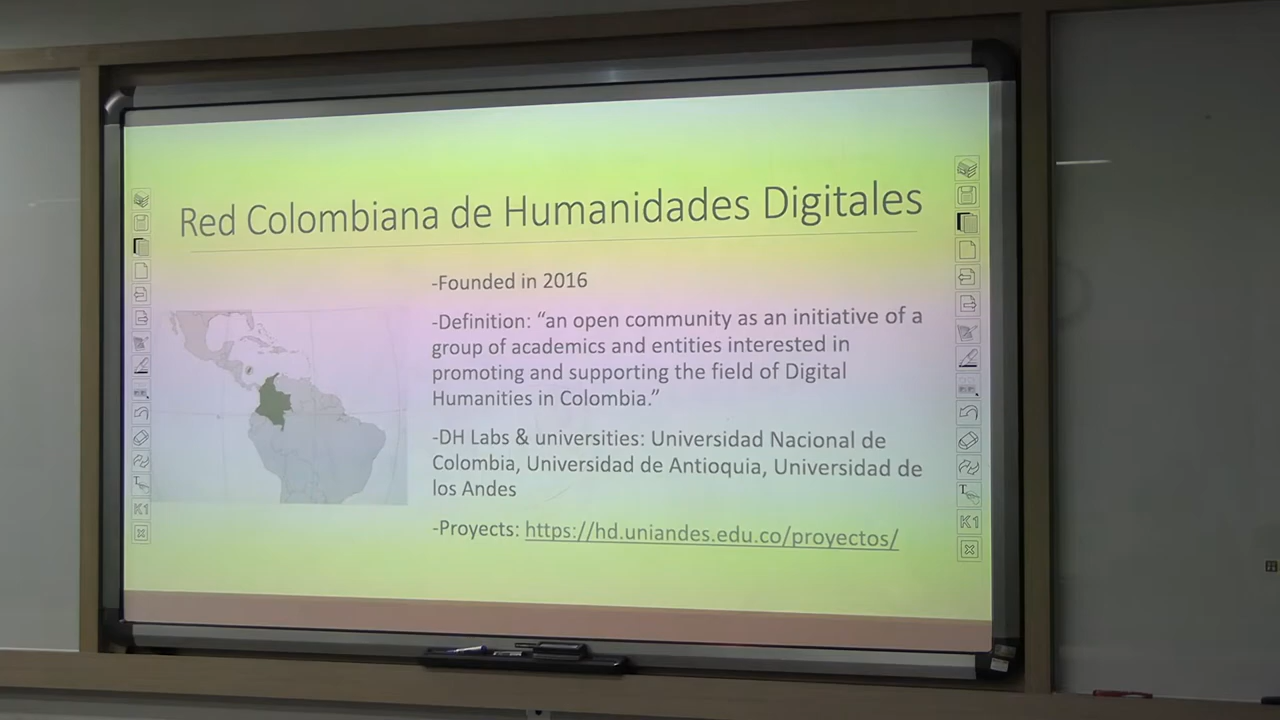 Red Colombiana de Humanidades Digitales
-Founded in 2016
-Definition: “an open community as an initiative of a
group of academics and entities interested in
promoting and supporting the field of Digital
Humanities in Colombia.”
-DH Labs & universities: Universidad Nacional de
Colombia, Universidad de Antioquia, Universidad de
los Andes
-Proyects: https://hd.uniandes.edu.co/proyectos/
T
K1
T
K1